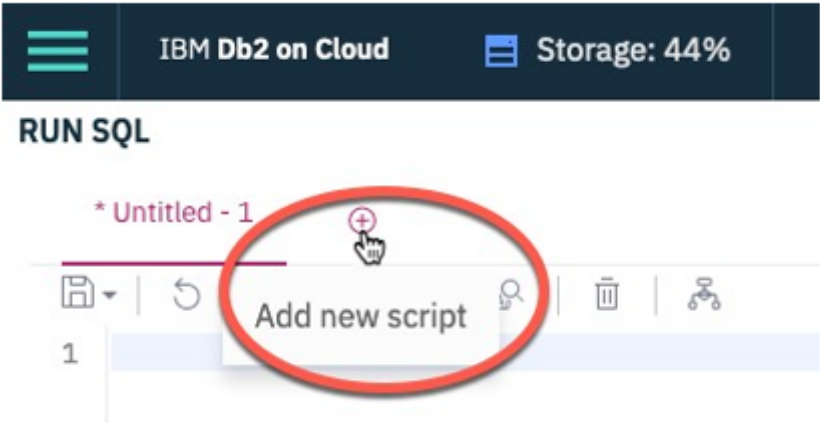 IBM Db2 on Cloud
Storage: 44%
RUN SQL
* Untitled - 1
Add new script
1